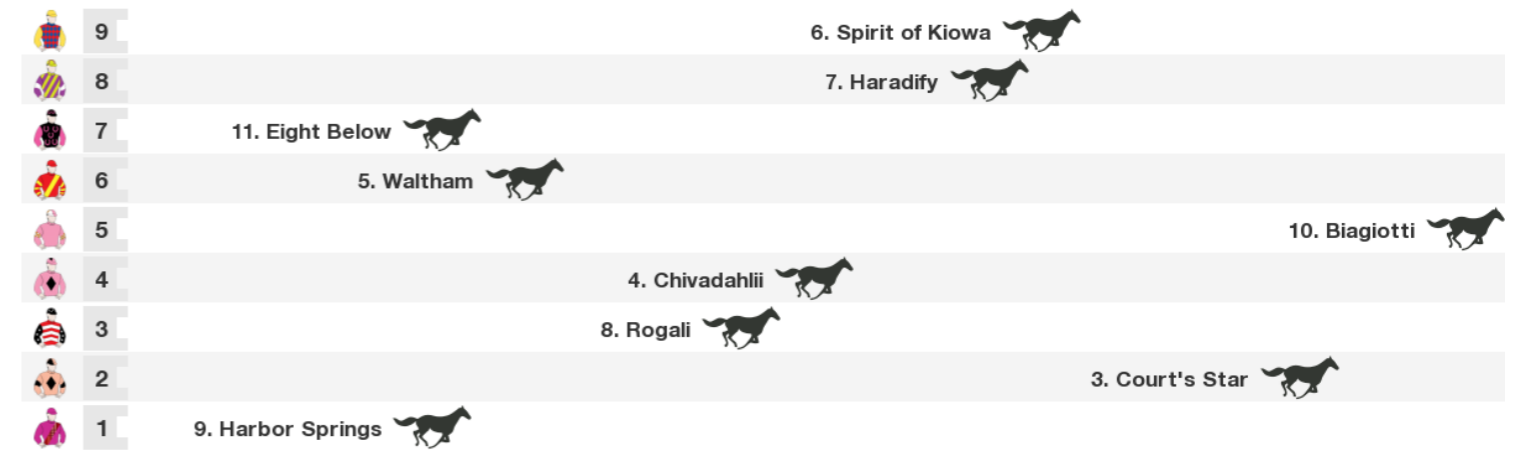 9 6. Spirit of Kiowa
8 7. Haradify
7 11. Eight Below
6 5. Waltham
5 10. Biagiotti
4 4. Chivadahlii
3 8. Rogali
2 3. Court's Star
1 9. Harbor Springs